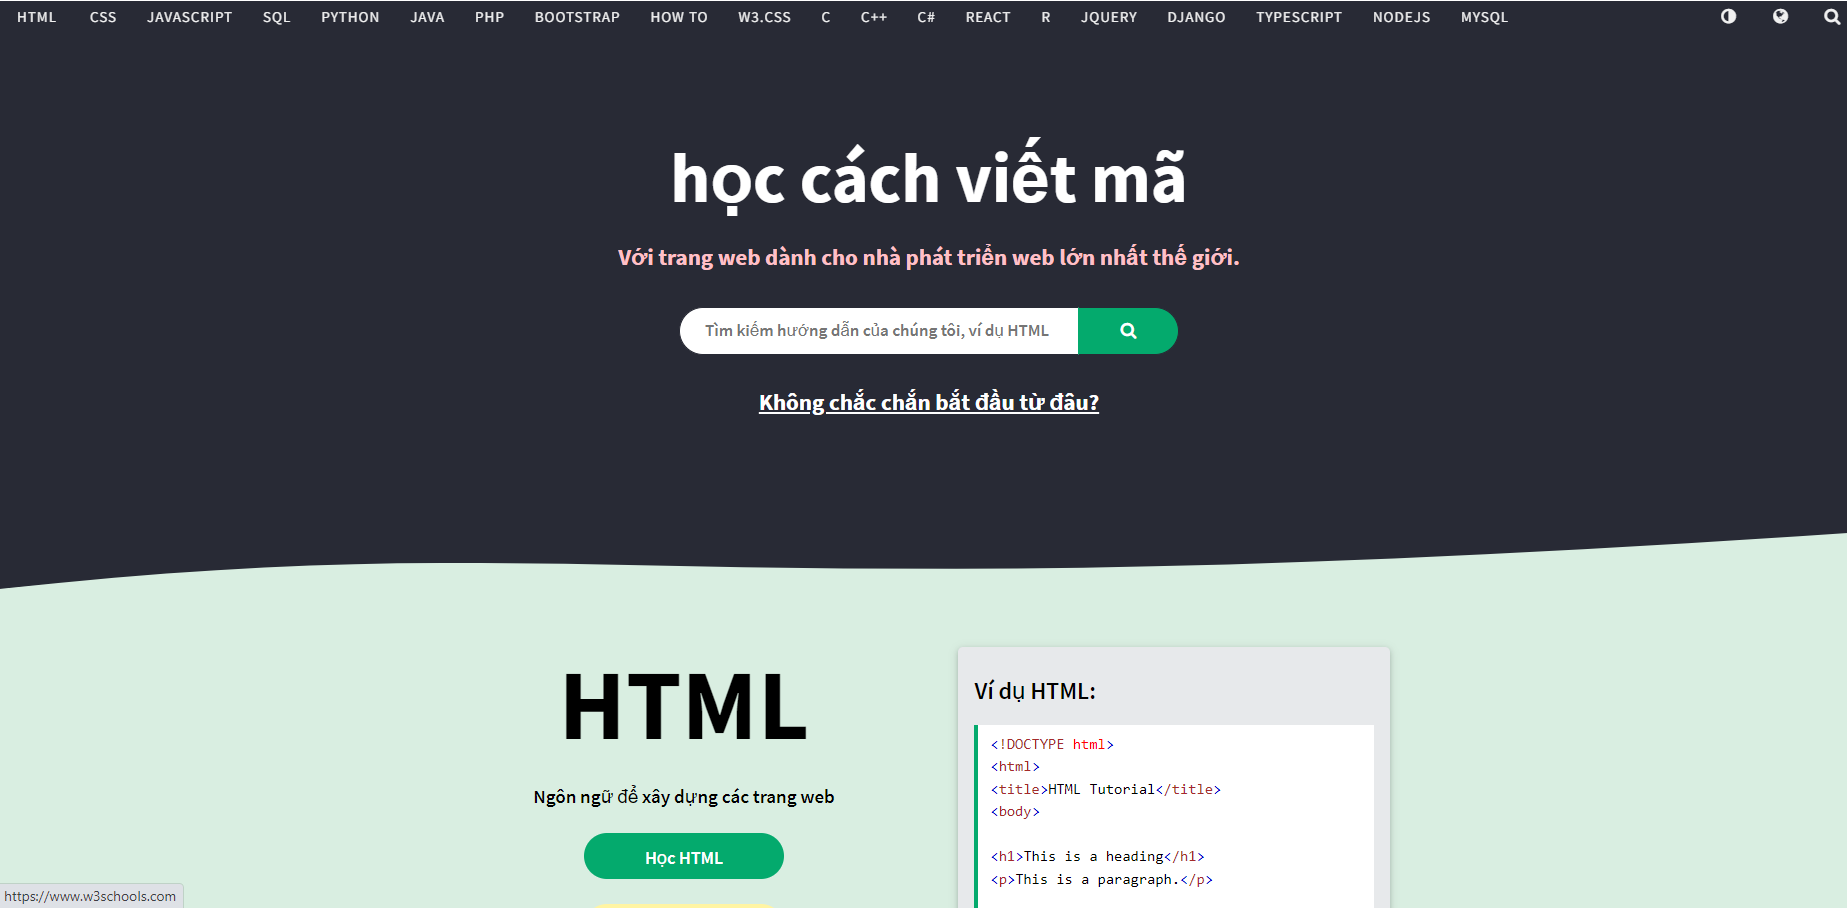 HTML CSS JAVASCRIPT SQL PYTHON JAVA PHP BOOTSTRAP HOW TO W3.CSS C C++ C# REACT R JQUERY DJANGO TYPESCRIPT NODEJS MYSQL
học cách viết mã
Với trang web dành cho nhà phát triển web lớn nhất thế giới.
Tìm kiếm hướng dẫn của chúng tôi, ví dụ HTML
Không chắc chắn bắt đầu từ đâu?
HTML
Ngôn ngữ để xây dựng các trang web
Học HTML
Ví dụ HTML:
<!DOCTYPE html>
<html>
<title>HTML Tutorial</title>
<body>
<h1>This is a heading</h1>
<p>This is a paragraph.</p>
https://www.w3schools.com